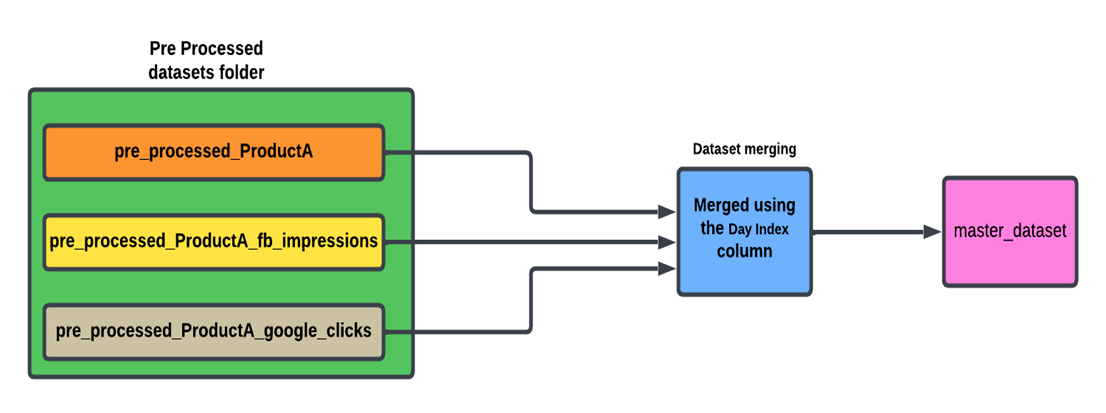 Pre Processed
datasets folder
pre_processed_ProductA
pre_processed_ProductA_fb_impressions
pre_processed_ProductA_google_clicks
Dataset merging
Merged using
the Day Index
column
master_dataset